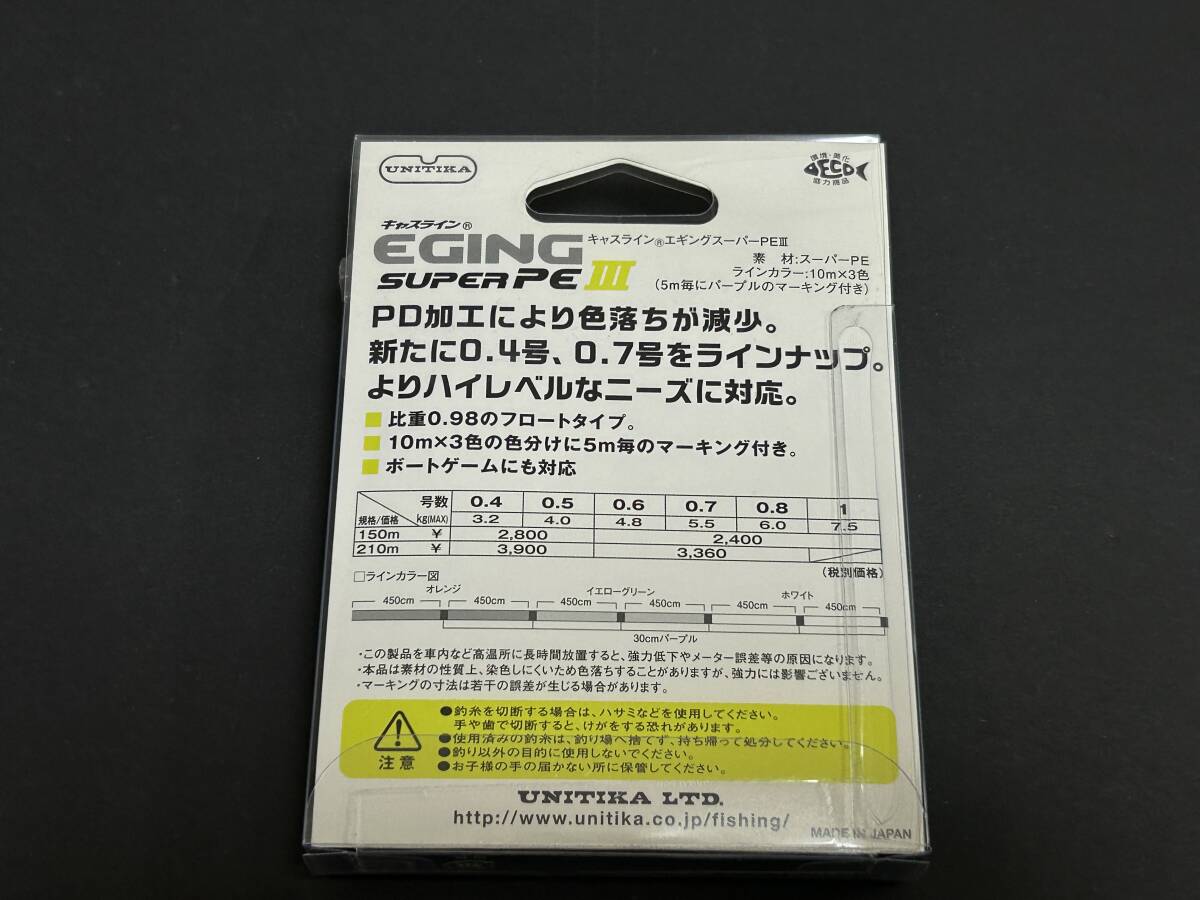 UNITIKA
環境・美化
ECO
協力商品
キャスライン®
EGING
SUPER PE III
キャスライン®エギングスーパーPEⅢ
素 材:スーパーPE
ラインカラー:10m×3色
(5m毎にパープルのマーキング付き)
PD加工により色落ちが減少。
新たに0.4号、0.7号をラインナップ。
よりハイレベルなニーズに対応。
比重0.98のフロートタイプ。
10m×3色の色分けに5m毎のマーキング付き。
ボートゲームにも対応
号数 0.4 0.5 0.6 0.7 0.8 1
規格/価格 kg(MAX) 3.2 4.0 4.8 5.5 6.0 7.5
150m ¥ 2,800 2,400
210m ¥ 3,900 3,360
(税別価格)
□ラインカラー図
オレンジ イエローグリーン ホワイト
450cm 450cm 450cm 450cm 450cm 450cm
30cmパープル
・この製品を車内など高温所に長時間放置すると、強力低下やメーター誤差等の原因になります。
・本品は素材の性質上、染色しにくいため色落ちすることがありますが、強力には影響ございません。
・マーキングの寸法は若干の誤差が生じる場合があります。
注意
●釣糸を切断する場合は、ハサミなどを使用してください。
手や歯で切断すると、けがをする恐れがあります。
●使用済みの釣糸は、釣り場へ捨てず、持ち帰って処分してください。
●釣り以外の目的に使用しないでください。
●お子様の手の届かない所に保管してください。
UNITIKA LTD.
http://www.unitika.co.jp/fishing/
MADE IN JAPAN